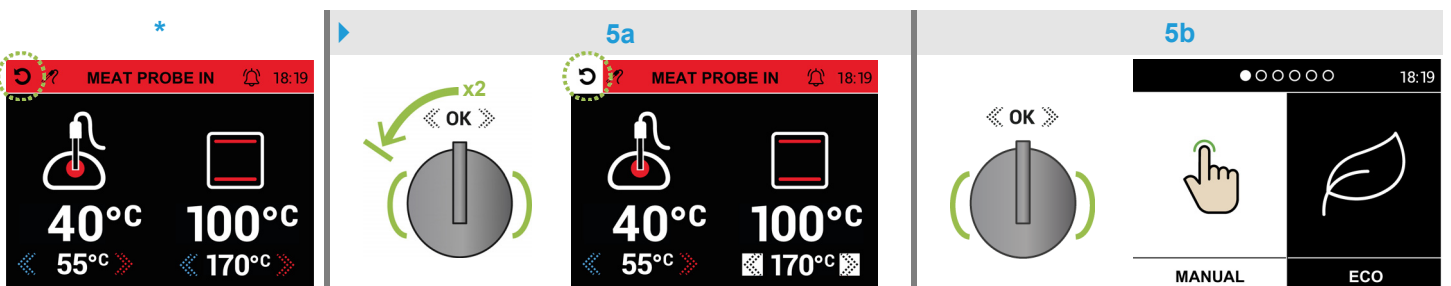 *
5a
5b
MEAT PROBE IN 18:19
40°C 100°C
55°C 170°C
x2
OK
MEAT PROBE IN 18:19
40°C 100°C
55°C 170°C
OK
18:19
MANUAL ECO